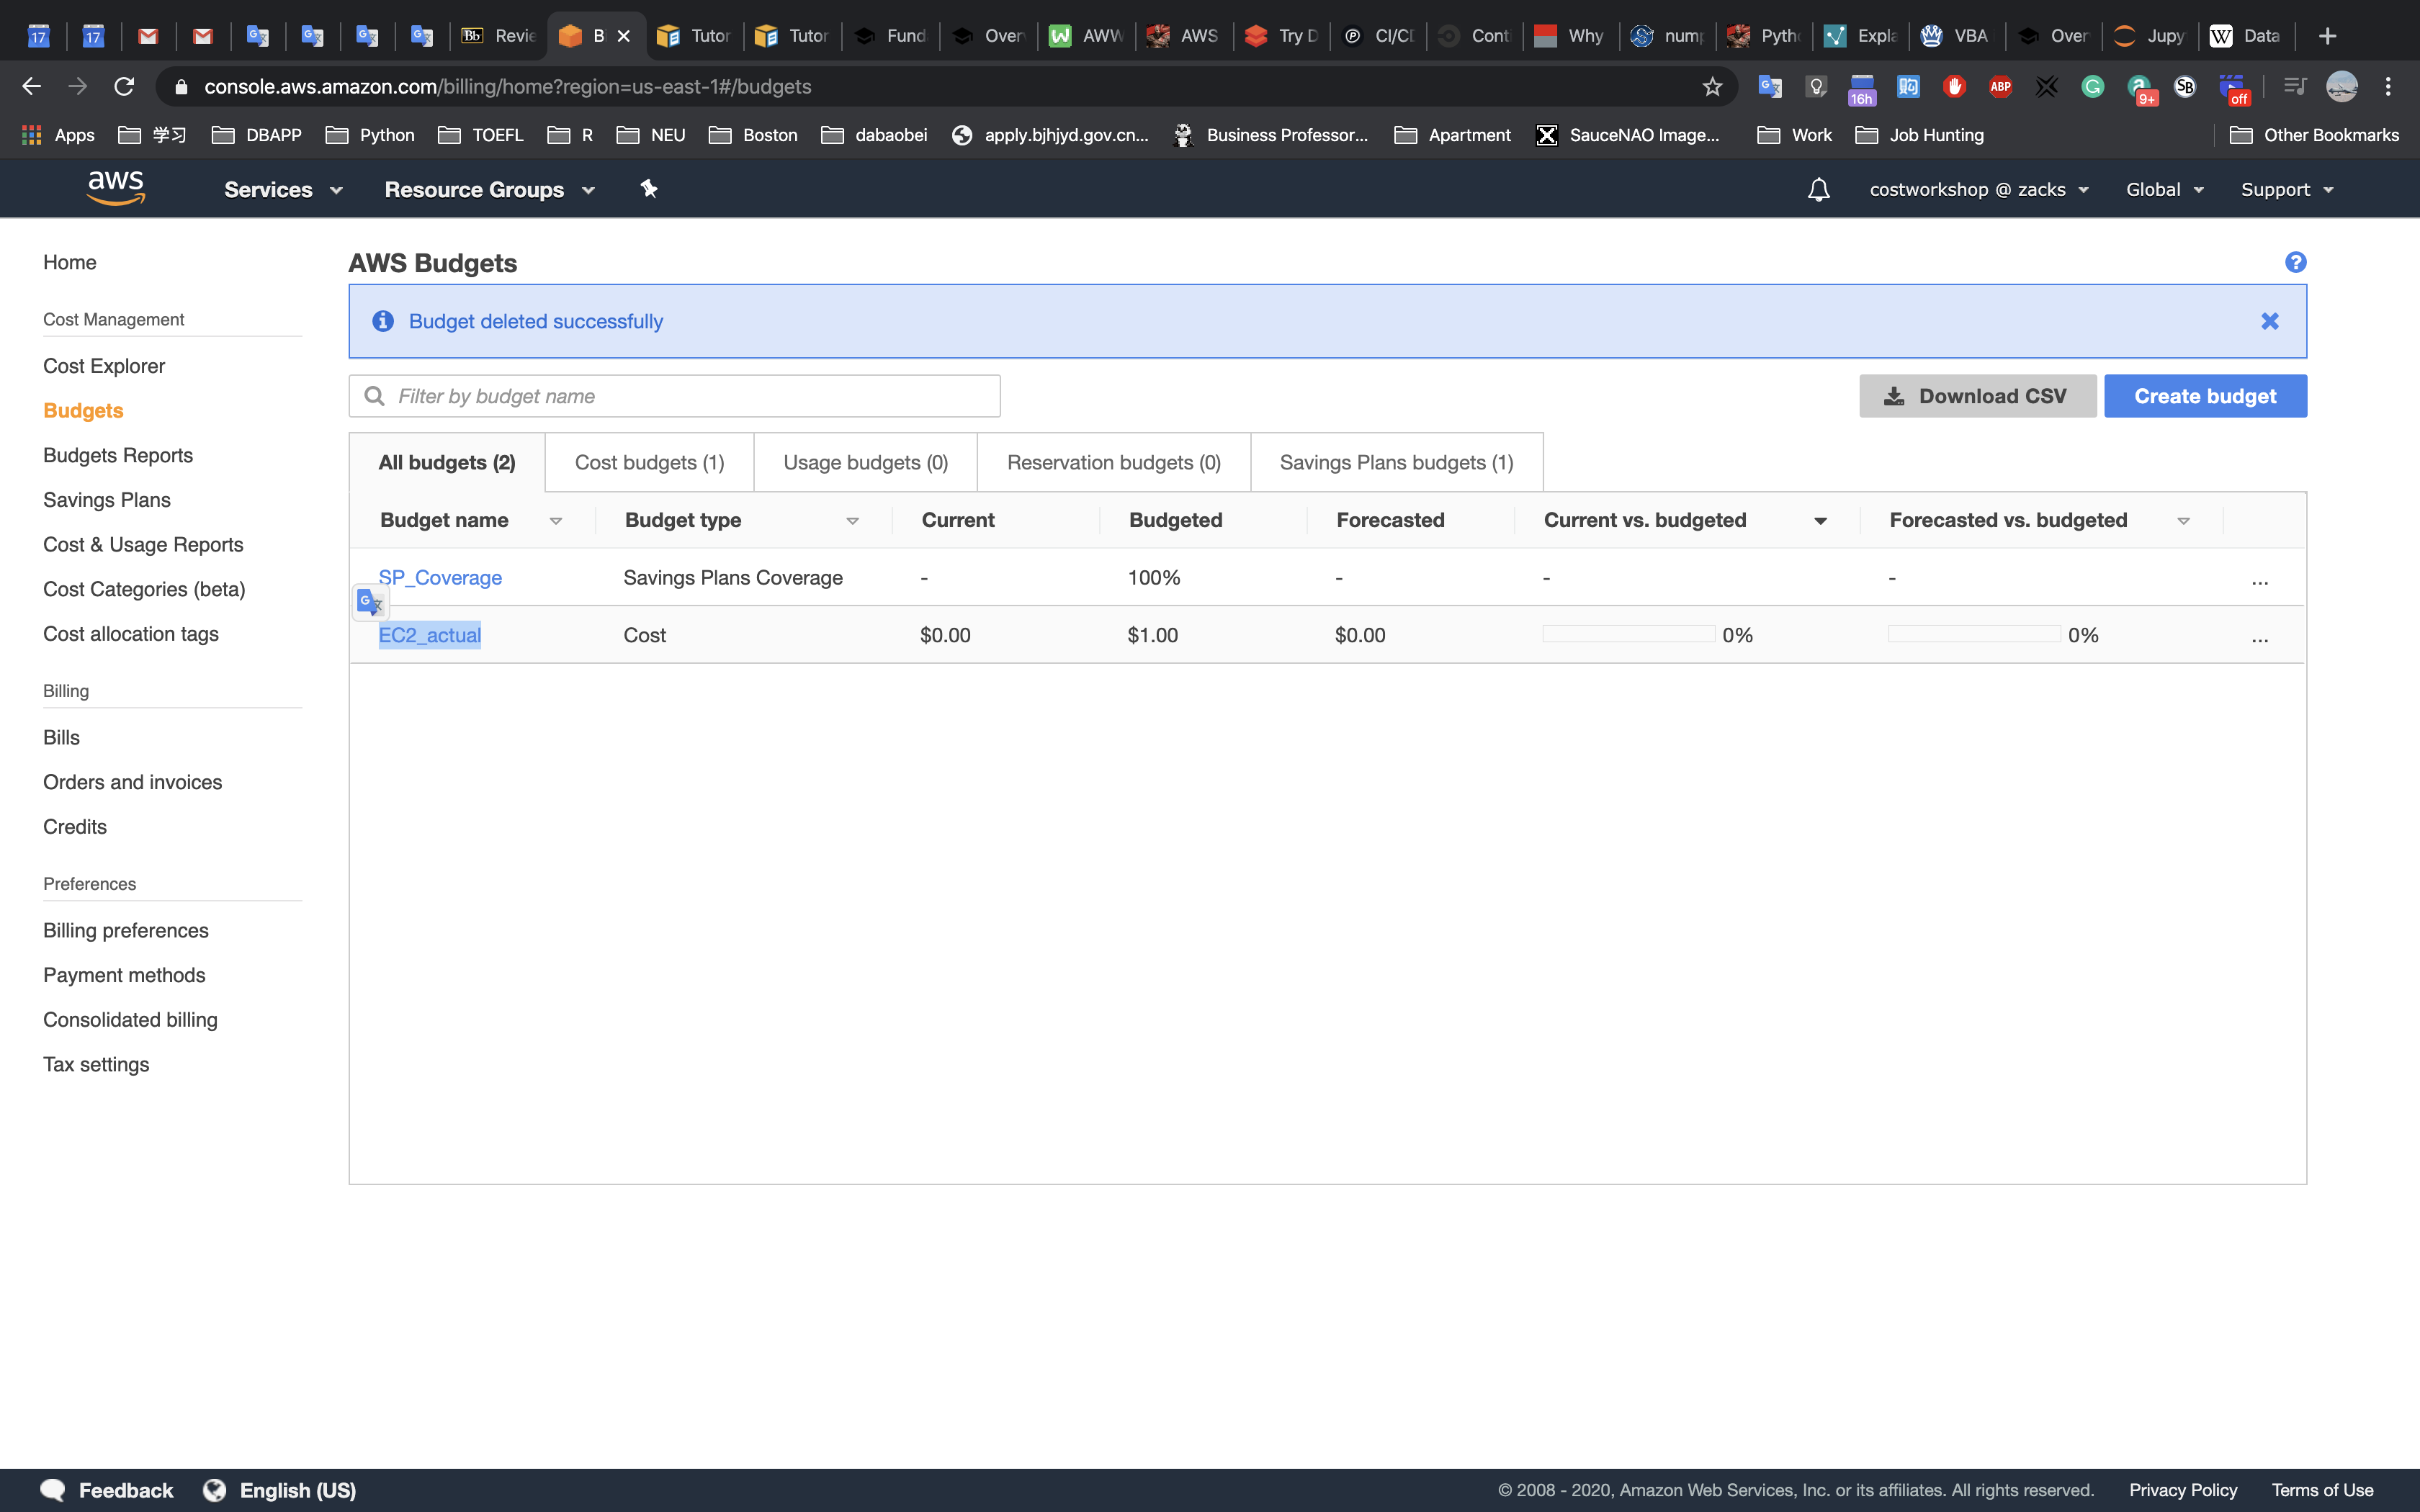 17 17 Bb Revie B Tutor Tutor Fund Over AWW AWS Try D CI/CD Cont Why nump Pytho Expla VBA Over Jupy W Data
console.aws.amazon.com/billing/home?region=us-east-1#/budgets 16h ABP 9+ SB off
Apps 学习 DBAPP Python TOEFL R NEU Boston dabaobei apply.bjhjyd.gov.cn... Business Professor... Apartment SauceNAO Image... Work Job Hunting Other Bookmarks
aws Services Resource Groups costworkshop @ zacks Global Support
Home
Cost Management
Cost Explorer
Budgets
Budgets Reports
Savings Plans
Cost & Usage Reports
Cost Categories (beta)
Cost allocation tags
Billing
Bills
Orders and invoices
Credits
Preferences
Billing preferences
Payment methods
Consolidated billing
Tax settings
AWS Budgets
Budget deleted successfully
Filter by budget name
Download CSV Create budget
All budgets (2) Cost budgets (1) Usage budgets (0) Reservation budgets (0) Savings Plans budgets (1)
Budget name Budget type Current Budgeted Forecasted Current vs. budgeted Forecasted vs. budgeted
SP_Coverage Savings Plans Coverage - 100% - - - ...
EC2_actual Cost $0.00 $1.00 $0.00 0% 0% ...
Feedback English (US) © 2008 - 2020, Amazon Web Services, Inc. or its affiliates. All rights reserved. Privacy Policy Terms of Use